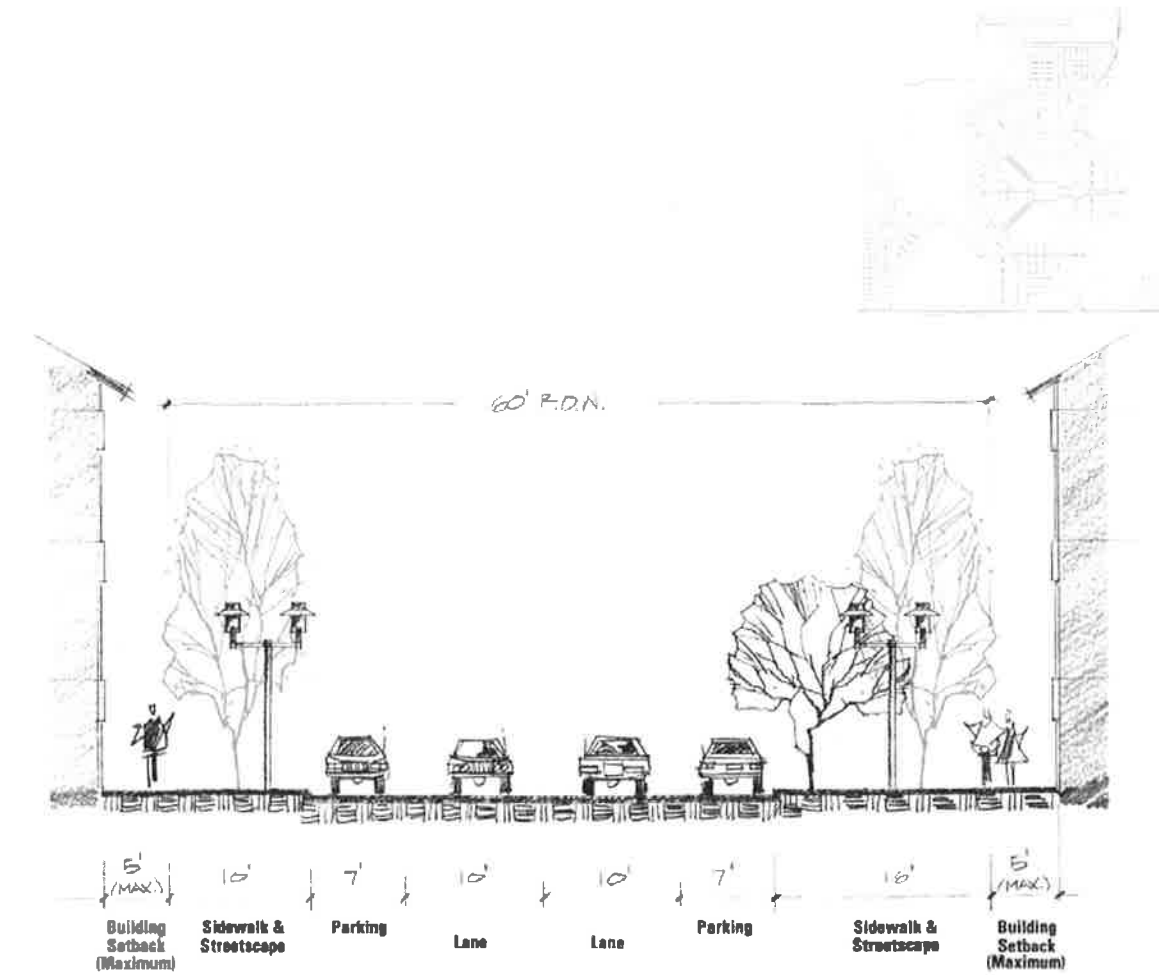 60' R.O.W.
5' (MAX.)
10'
7'
10'
10'
7'
16'
5' (MAX.)
Building
Setback
(Maximum)
Sidewalk &
Streetscape
Parking
Lane
Lane
Parking
Sidewalk &
Streetscape
Building
Setback
(Maximum)